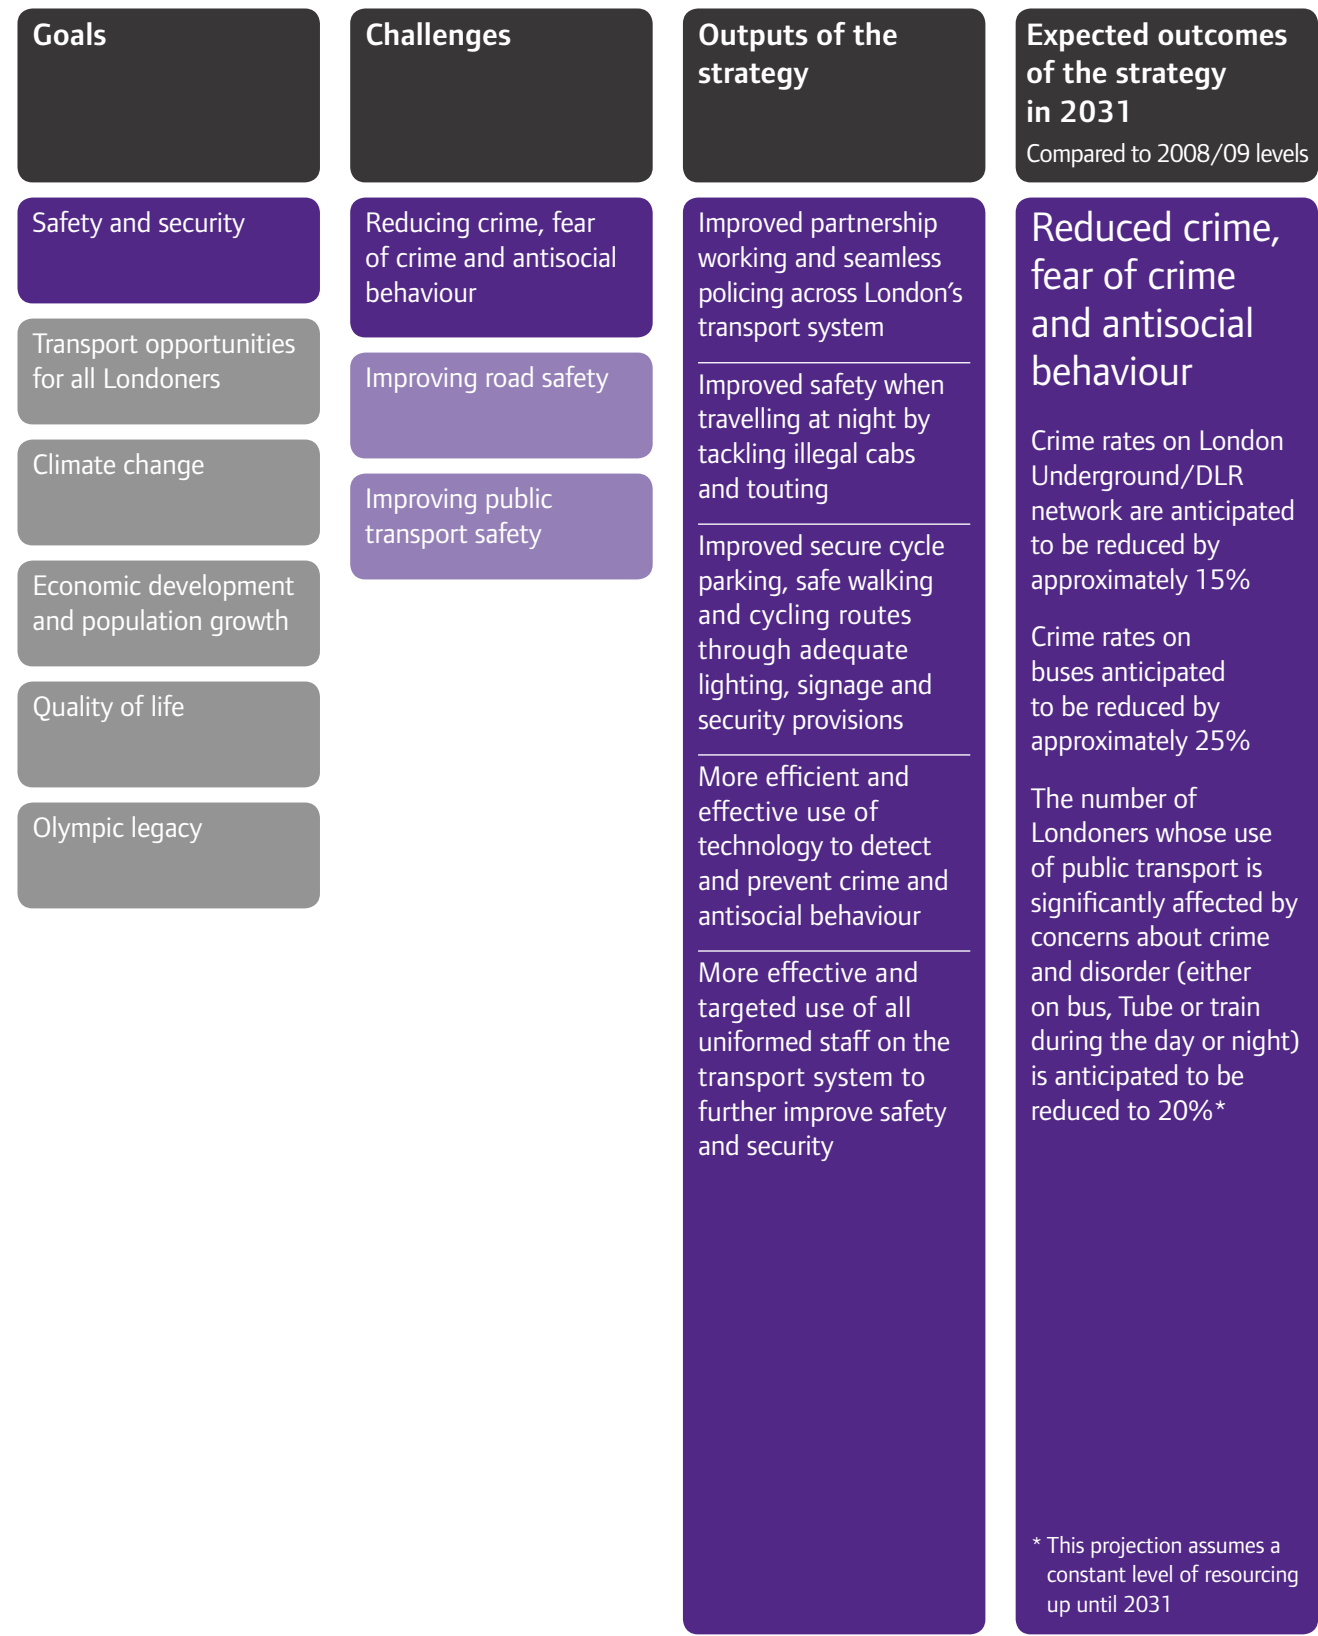 Goals
Challenges
Outputs of the
strategy
Expected outcomes
of the strategy
in 2031
Compared to 2008/09 levels
Safety and security
Transport opportunities
for all Londoners
Climate change
Economic development
and population growth
Quality of life
Olympic legacy
Reducing crime, fear
of crime and antisocial
behaviour
Improving road safety
Improving public
transport safety
Improved partnership
working and seamless
policing across London’s
transport system
Improved safety when
travelling at night by
tackling illegal cabs
and touting
Improved secure cycle
parking, safe walking
and cycling routes
through adequate
lighting, signage and
security provisions
More efficient and
effective use of
technology to detect
and prevent crime and
antisocial behaviour
More effective and
targeted use of all
uniformed staff on the
transport system to
further improve safety
and security
Reduced crime,
fear of crime
and antisocial
behaviour
Crime rates on London
Underground/DLR
network are anticipated
to be reduced by
approximately 15%
Crime rates on
buses anticipated
to be reduced by
approximately 25%
The number of
Londoners whose use
of public transport is
significantly affected by
concerns about crime
and disorder (either
on bus, Tube or train
during the day or night)
is anticipated to be
reduced to 20%*
* This projection assumes a
constant level of resourcing
up until 2031